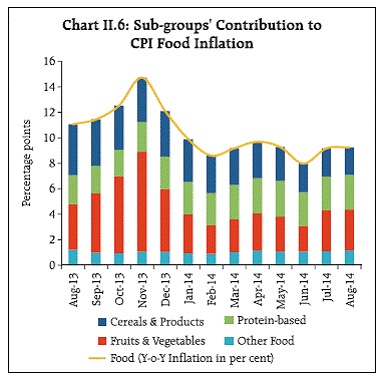 Chart II.6: Sub-groups' Contribution to
CPI Food Inflation
Percentage points
16
14
12
10
8
6
4
2
0
Aug-13
Sep-13
Oct-13
Nov-13
Dec-13
Jan-14
Feb-14
Mar-14
Apr-14
May-14
Jun-14
Jul-14
Aug-14
Cereals & Products
Protein-based
Fruits & Vegetables
Other Food
Food (Y-o-Y Inflation in per cent)